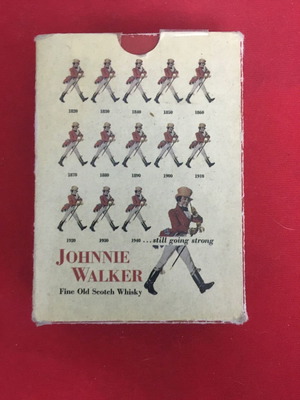 1820 1830 1840 1850 1860
1870 1880 1890 1900 1910
1920 1930 1940 ...still going strong
JOHNNIE
WALKER
Fine Old Scotch Whisky